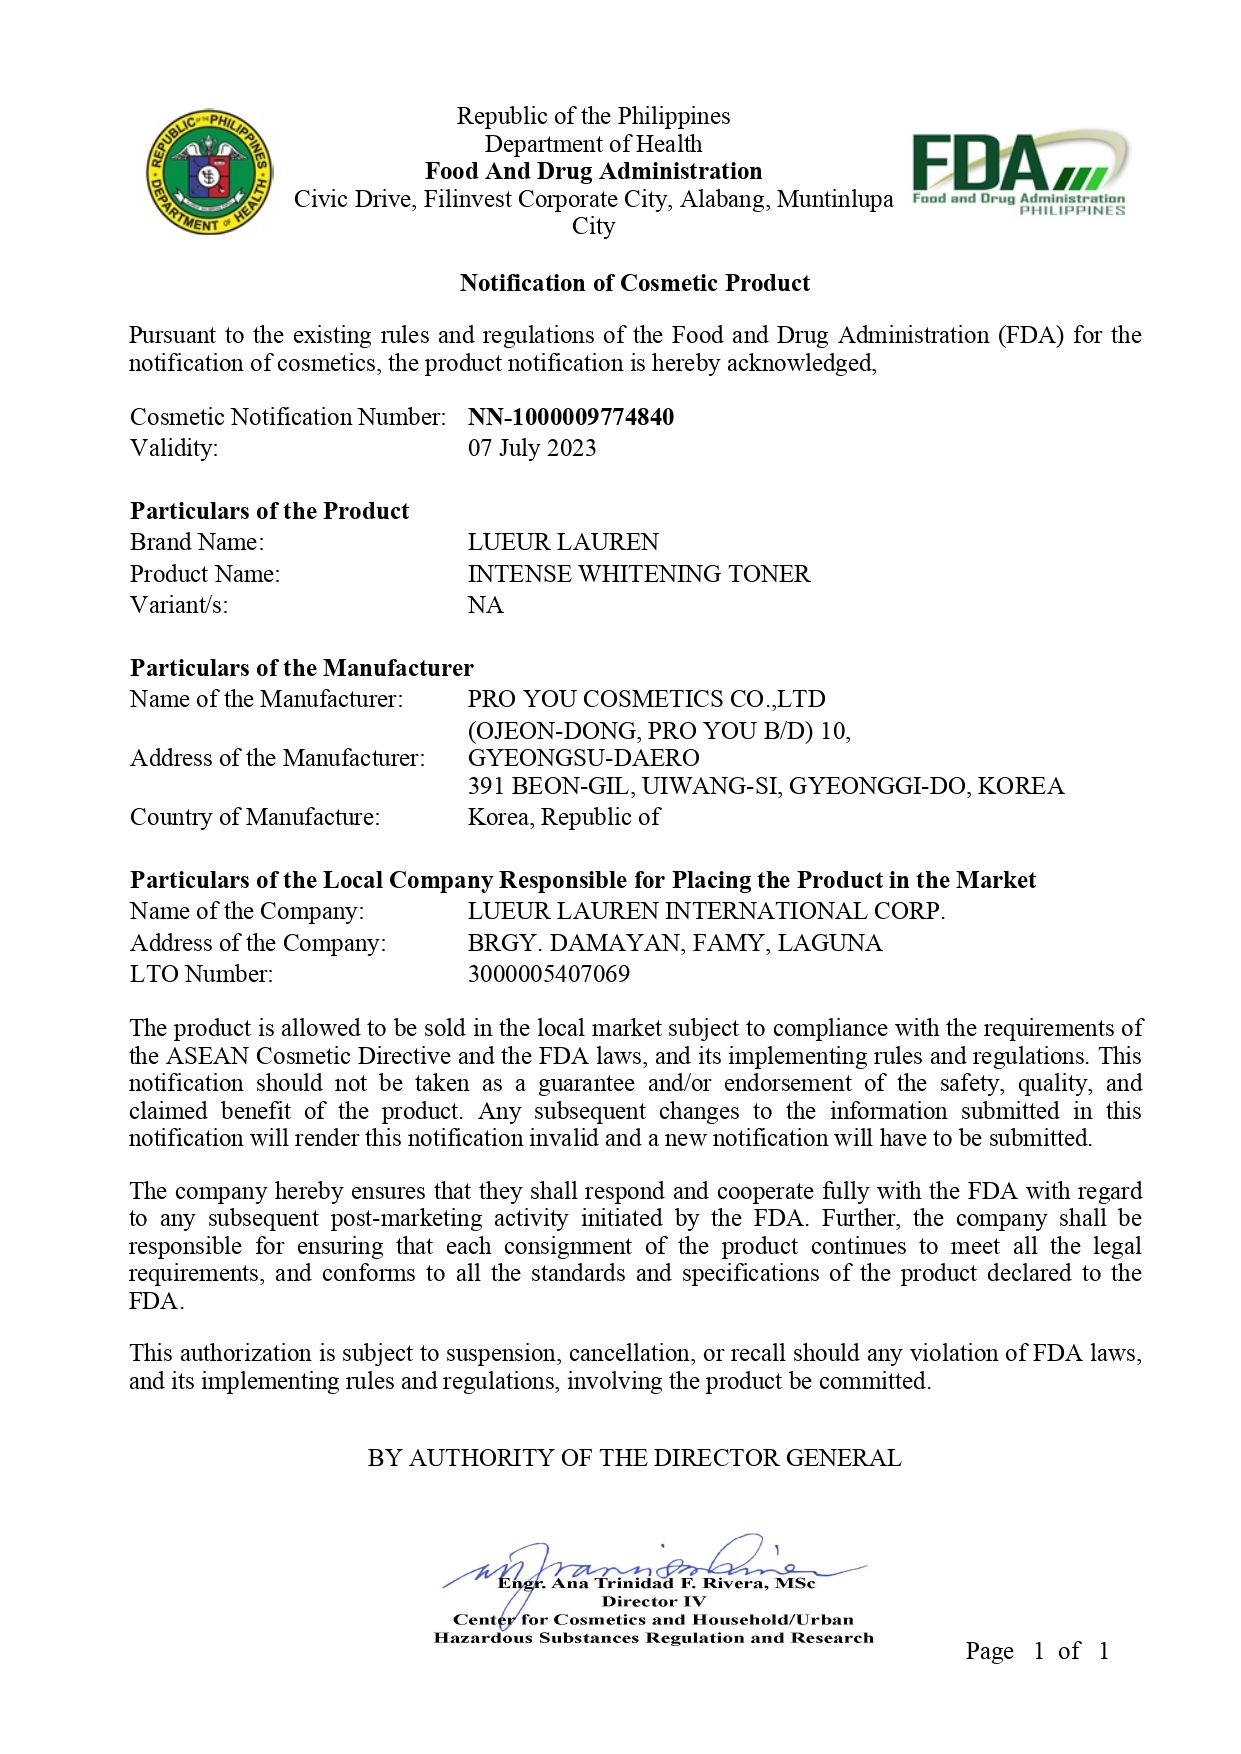 REPUBLIC OF THE PHILIPPINES
DEPARTMENT OF HEALTH
Republic of the Philippines
Department of Health
Food And Drug Administration
Civic Drive, Filinvest Corporate City, Alabang, Muntinlupa
City
FDA
Food and Drug Administration
PHILIPPINES
Notification of Cosmetic Product
Pursuant to the existing rules and regulations of the Food and Drug Administration (FDA) for the
notification of cosmetics, the product notification is hereby acknowledged,
Cosmetic Notification Number: NN-1000009774840
Validity: 07 July 2023
Particulars of the Product
Brand Name: LUEUR LAUREN
Product Name: INTENSE WHITENING TONER
Variant/s: NA
Particulars of the Manufacturer
Name of the Manufacturer: PRO YOU COSMETICS CO.,LTD
(OJEON-DONG, PRO YOU B/D) 10,
Address of the Manufacturer: GYEONGSU-DAERO
391 BEON-GIL, UIWANG-SI, GYEONGGI-DO, KOREA
Country of Manufacture: Korea, Republic of
Particulars of the Local Company Responsible for Placing the Product in the Market
Name of the Company: LUEUR LAUREN INTERNATIONAL CORP.
Address of the Company: BRGY. DAMAYAN, FAMY, LAGUNA
LTO Number: 3000005407069
The product is allowed to be sold in the local market subject to compliance with the requirements of
the ASEAN Cosmetic Directive and the FDA laws, and its implementing rules and regulations. This
notification should not be taken as a guarantee and/or endorsement of the safety, quality, and
claimed benefit of the product. Any subsequent changes to the information submitted in this
notification will render this notification invalid and a new notification will have to be submitted.
The company hereby ensures that they shall respond and cooperate fully with the FDA with regard
to any subsequent post-marketing activity initiated by the FDA. Further, the company shall be
responsible for ensuring that each consignment of the product continues to meet all the legal
requirements, and conforms to all the standards and specifications of the product declared to the
FDA.
This authorization is subject to suspension, cancellation, or recall should any violation of FDA laws,
and its implementing rules and regulations, involving the product be committed.
BY AUTHORITY OF THE DIRECTOR GENERAL
Engr. Ana Trinidad F. Rivera, MSc
Director IV
Center for Cosmetics and Household/Urban
Hazardous Substances Regulation and Research
Page 1 of 1